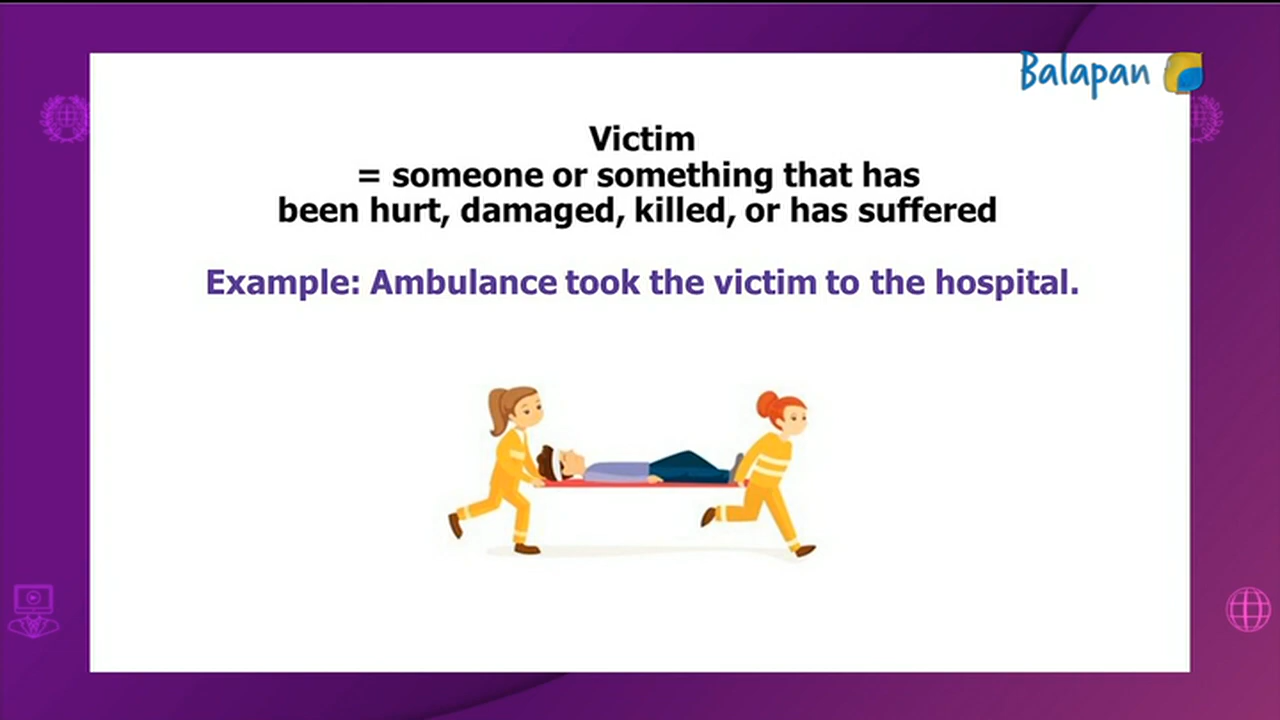 Balapan
Victim
= someone or something that has
been hurt, damaged, killed, or has suffered
Example: Ambulance took the victim to the hospital.